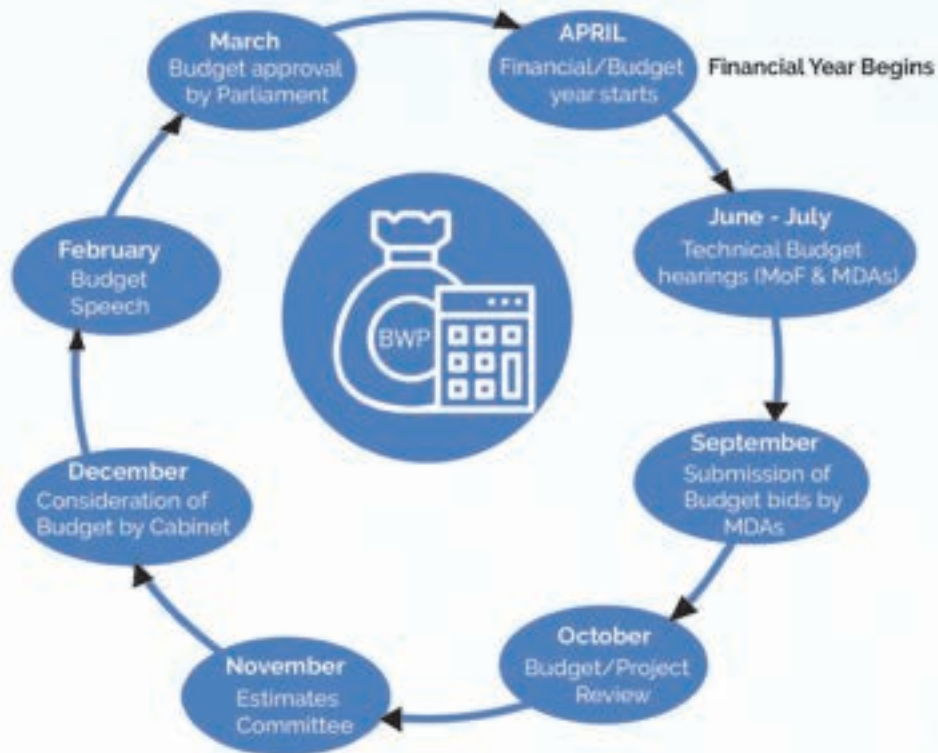 March
Budget approval
by Parliament
APRIL
Financial/Budget
year starts
Financial Year Begins
June - July
Technical Budget
hearings (MoF & MDAs)
September
Submission of
Budget bids by
MDAs
October
Budget/Project
Review
November
Estimates
Committee
December
Consideration of
Budget by Cabinet
February
Budget
Speech
BWP